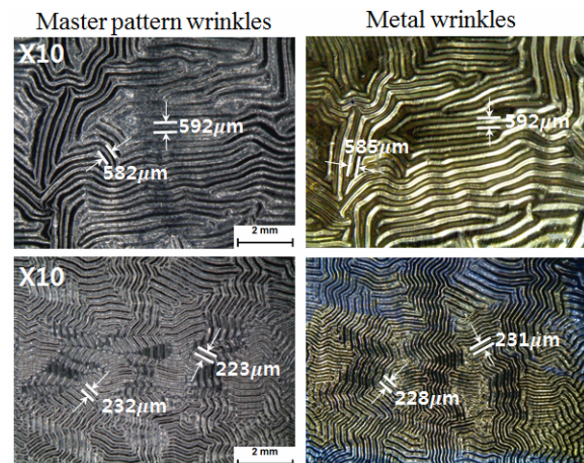 Master pattern wrinkles
Metal wrinkles
X10
592μm
582μm
2 mm
592μm
585μm
X10
223μm
232μm
2 mm
231μm
228μm